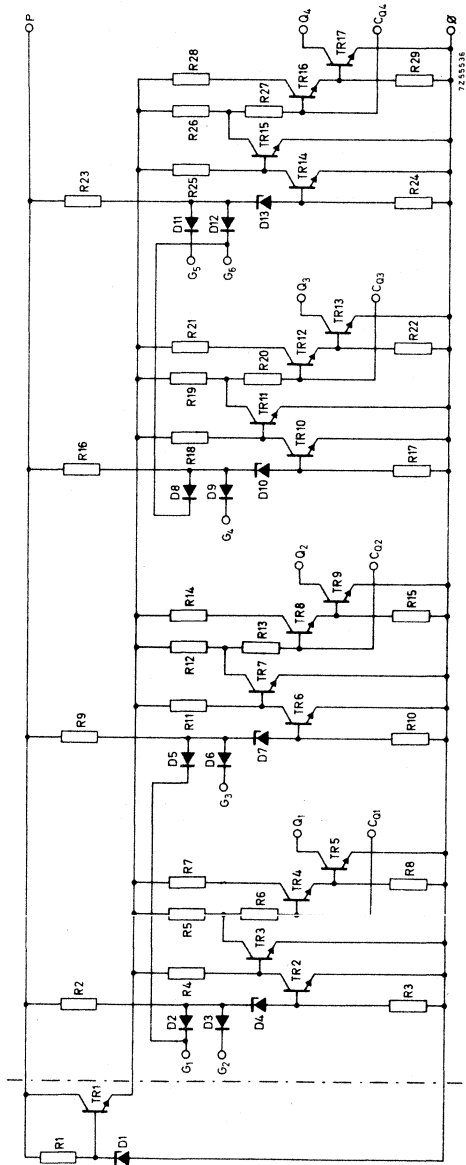 R1
D1
TR1
R2
D2
D3
G1
G2
D4
R3
R4
TR2
TR3
R5
R6
R7
TR4
TR5
R8
Q1
CQ1
R9
D5
D6
G3
D7
R10
R11
TR6
TR7
R12
R13
R14
TR8
TR9
R15
Q2
CQ2
R16
D8
D9
G4
D10
R17
R18
TR10
TR11
R19
R20
R21
TR12
TR13
R22
Q3
CQ3
R23
D11
D12
G5
G6
D13
R24
R25
TR14
TR15
R26
R27
R28
TR16
TR17
R29
Q4
CQ4
P
Ø
7Z55536